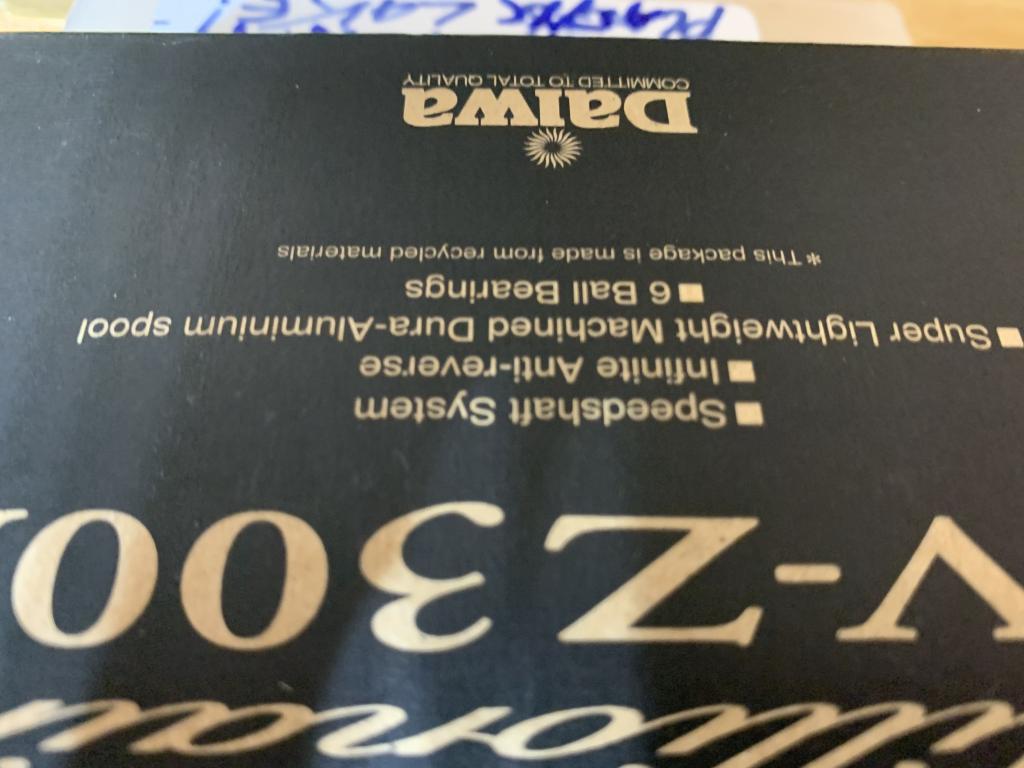 V-Z300
■ Speedshaft System
■ Infinite Anti-reverse
■ Super Lightweight Machined Dura-Aluminium spool
■ 6 Ball Bearings
*This package is made from recycled materials
Daiwa
COMMITTED TO TOTAL QUALITY